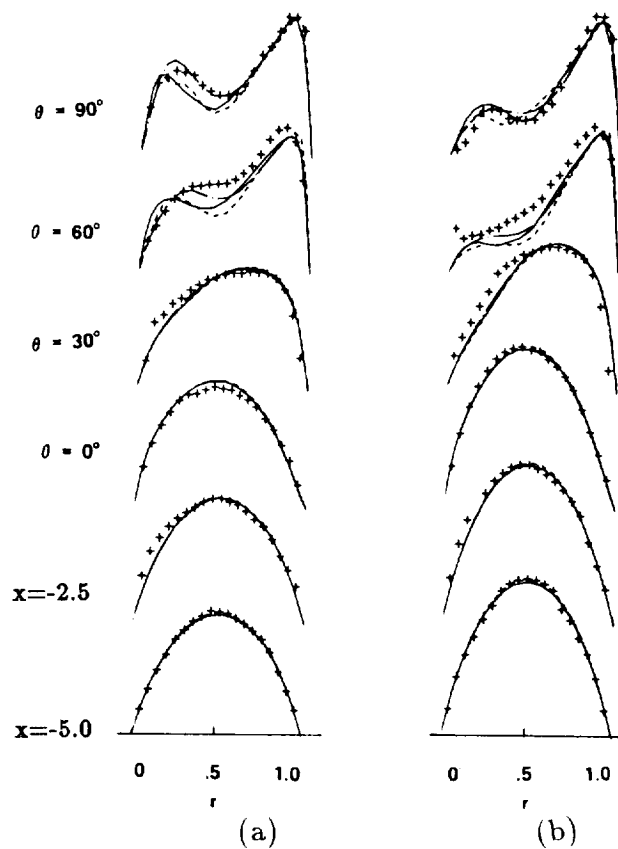 θ = 90°
θ = 60°
θ = 30°
θ = 0°
x=-2.5
x=-5.0
0 .5 1.0
r
(a)
0 .5 1.0
r
(b)